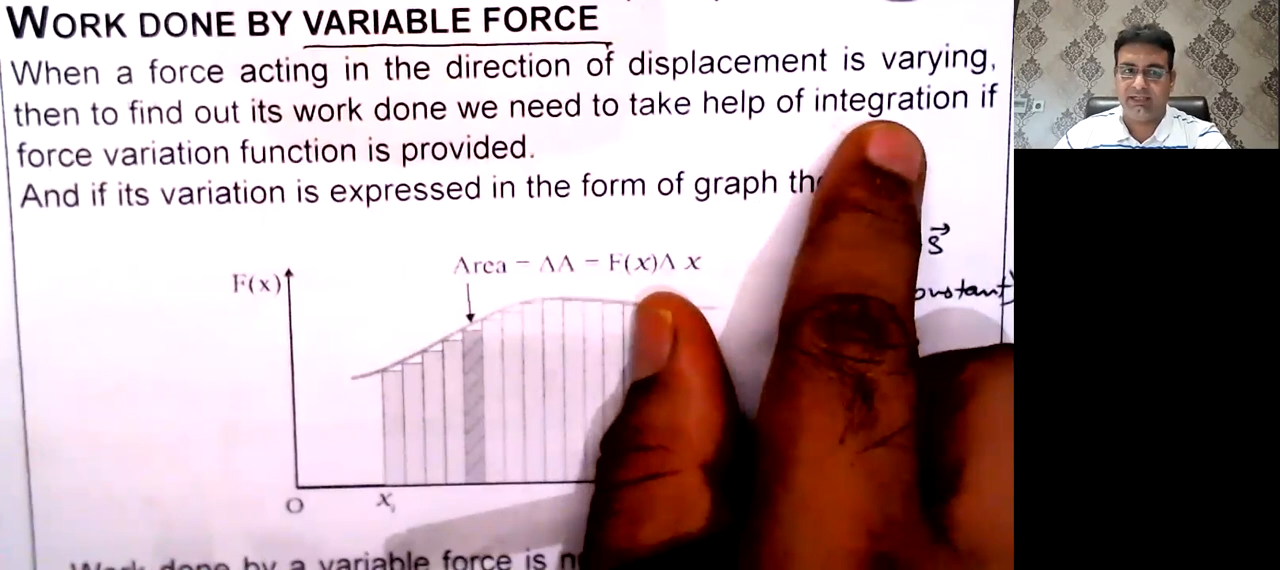 WORK DONE BY VARIABLE FORCE
When a force acting in the direction of displacement is varying,
then to find out its work done we need to take help of integration if
force variation function is provided.
And if its variation is expressed in the form of graph
S⃗
Area = ΔA = F(x)Δ x
F(x)
onstant)
O
x
Work done by a variable force is